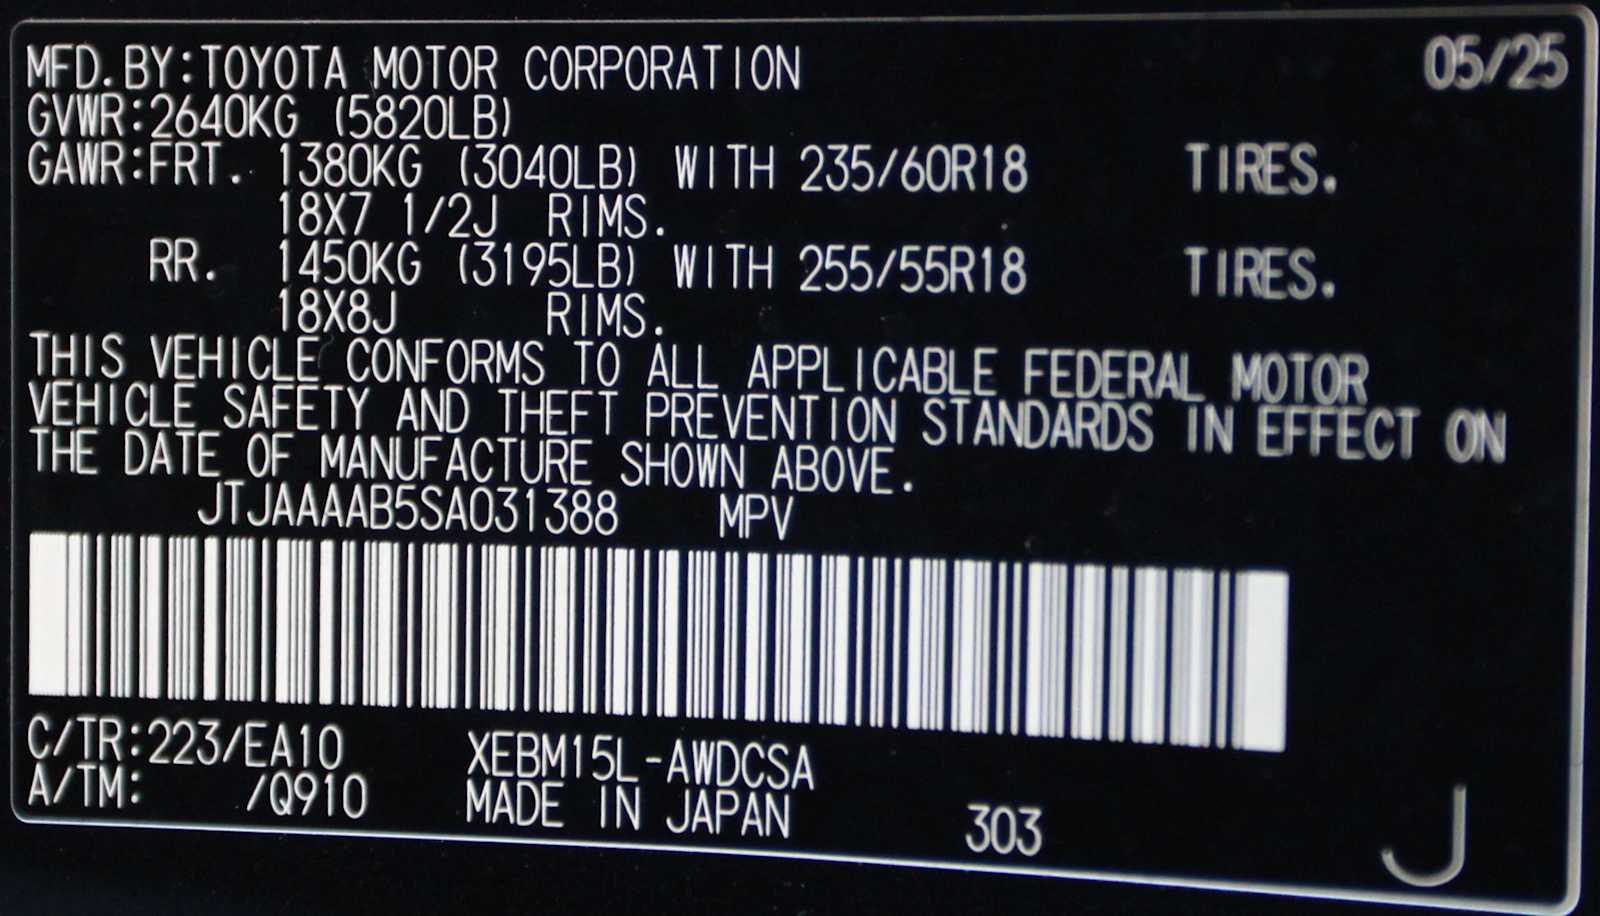 MFD.BY:TOYOTA MOTOR CORPORATION 05/25
GVWR:2640KG (5820LB)
GAWR:FRT. 1380KG (3040LB) WITH 235/60R18 TIRES.
18X7 1/2J RIMS.
RR. 1450KG (3195LB) WITH 255/55R18 TIRES.
18X8J RIMS.
THIS VEHICLE CONFORMS TO ALL APPLICABLE FEDERAL MOTOR
VEHICLE SAFETY AND THEFT PREVENTION STANDARDS IN EFFECT ON
THE DATE OF MANUFACTURE SHOWN ABOVE.
JTJAAAAB5SA031388 MPV
C/TR:223/EA10 XEBM15L-AWDCSA
A/TM: /Q910 MADE IN JAPAN 303 J